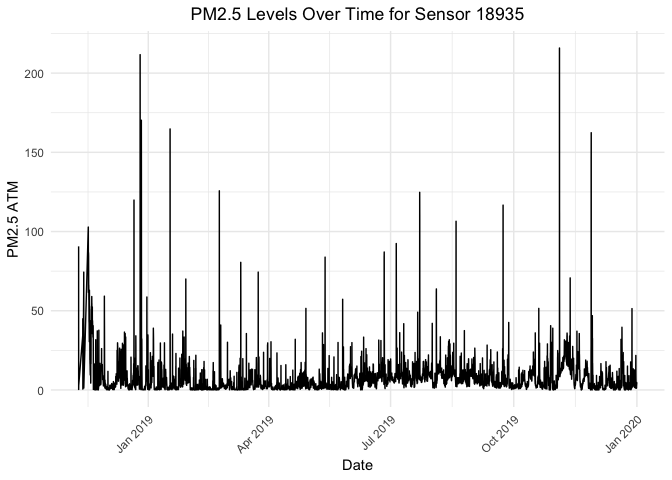 PM2.5 Levels Over Time for Sensor 18935
PM2.5 ATM
200
150
100
50
0
Jan 2019
Apr 2019
Jul 2019
Oct 2019
Jan 2020
Date